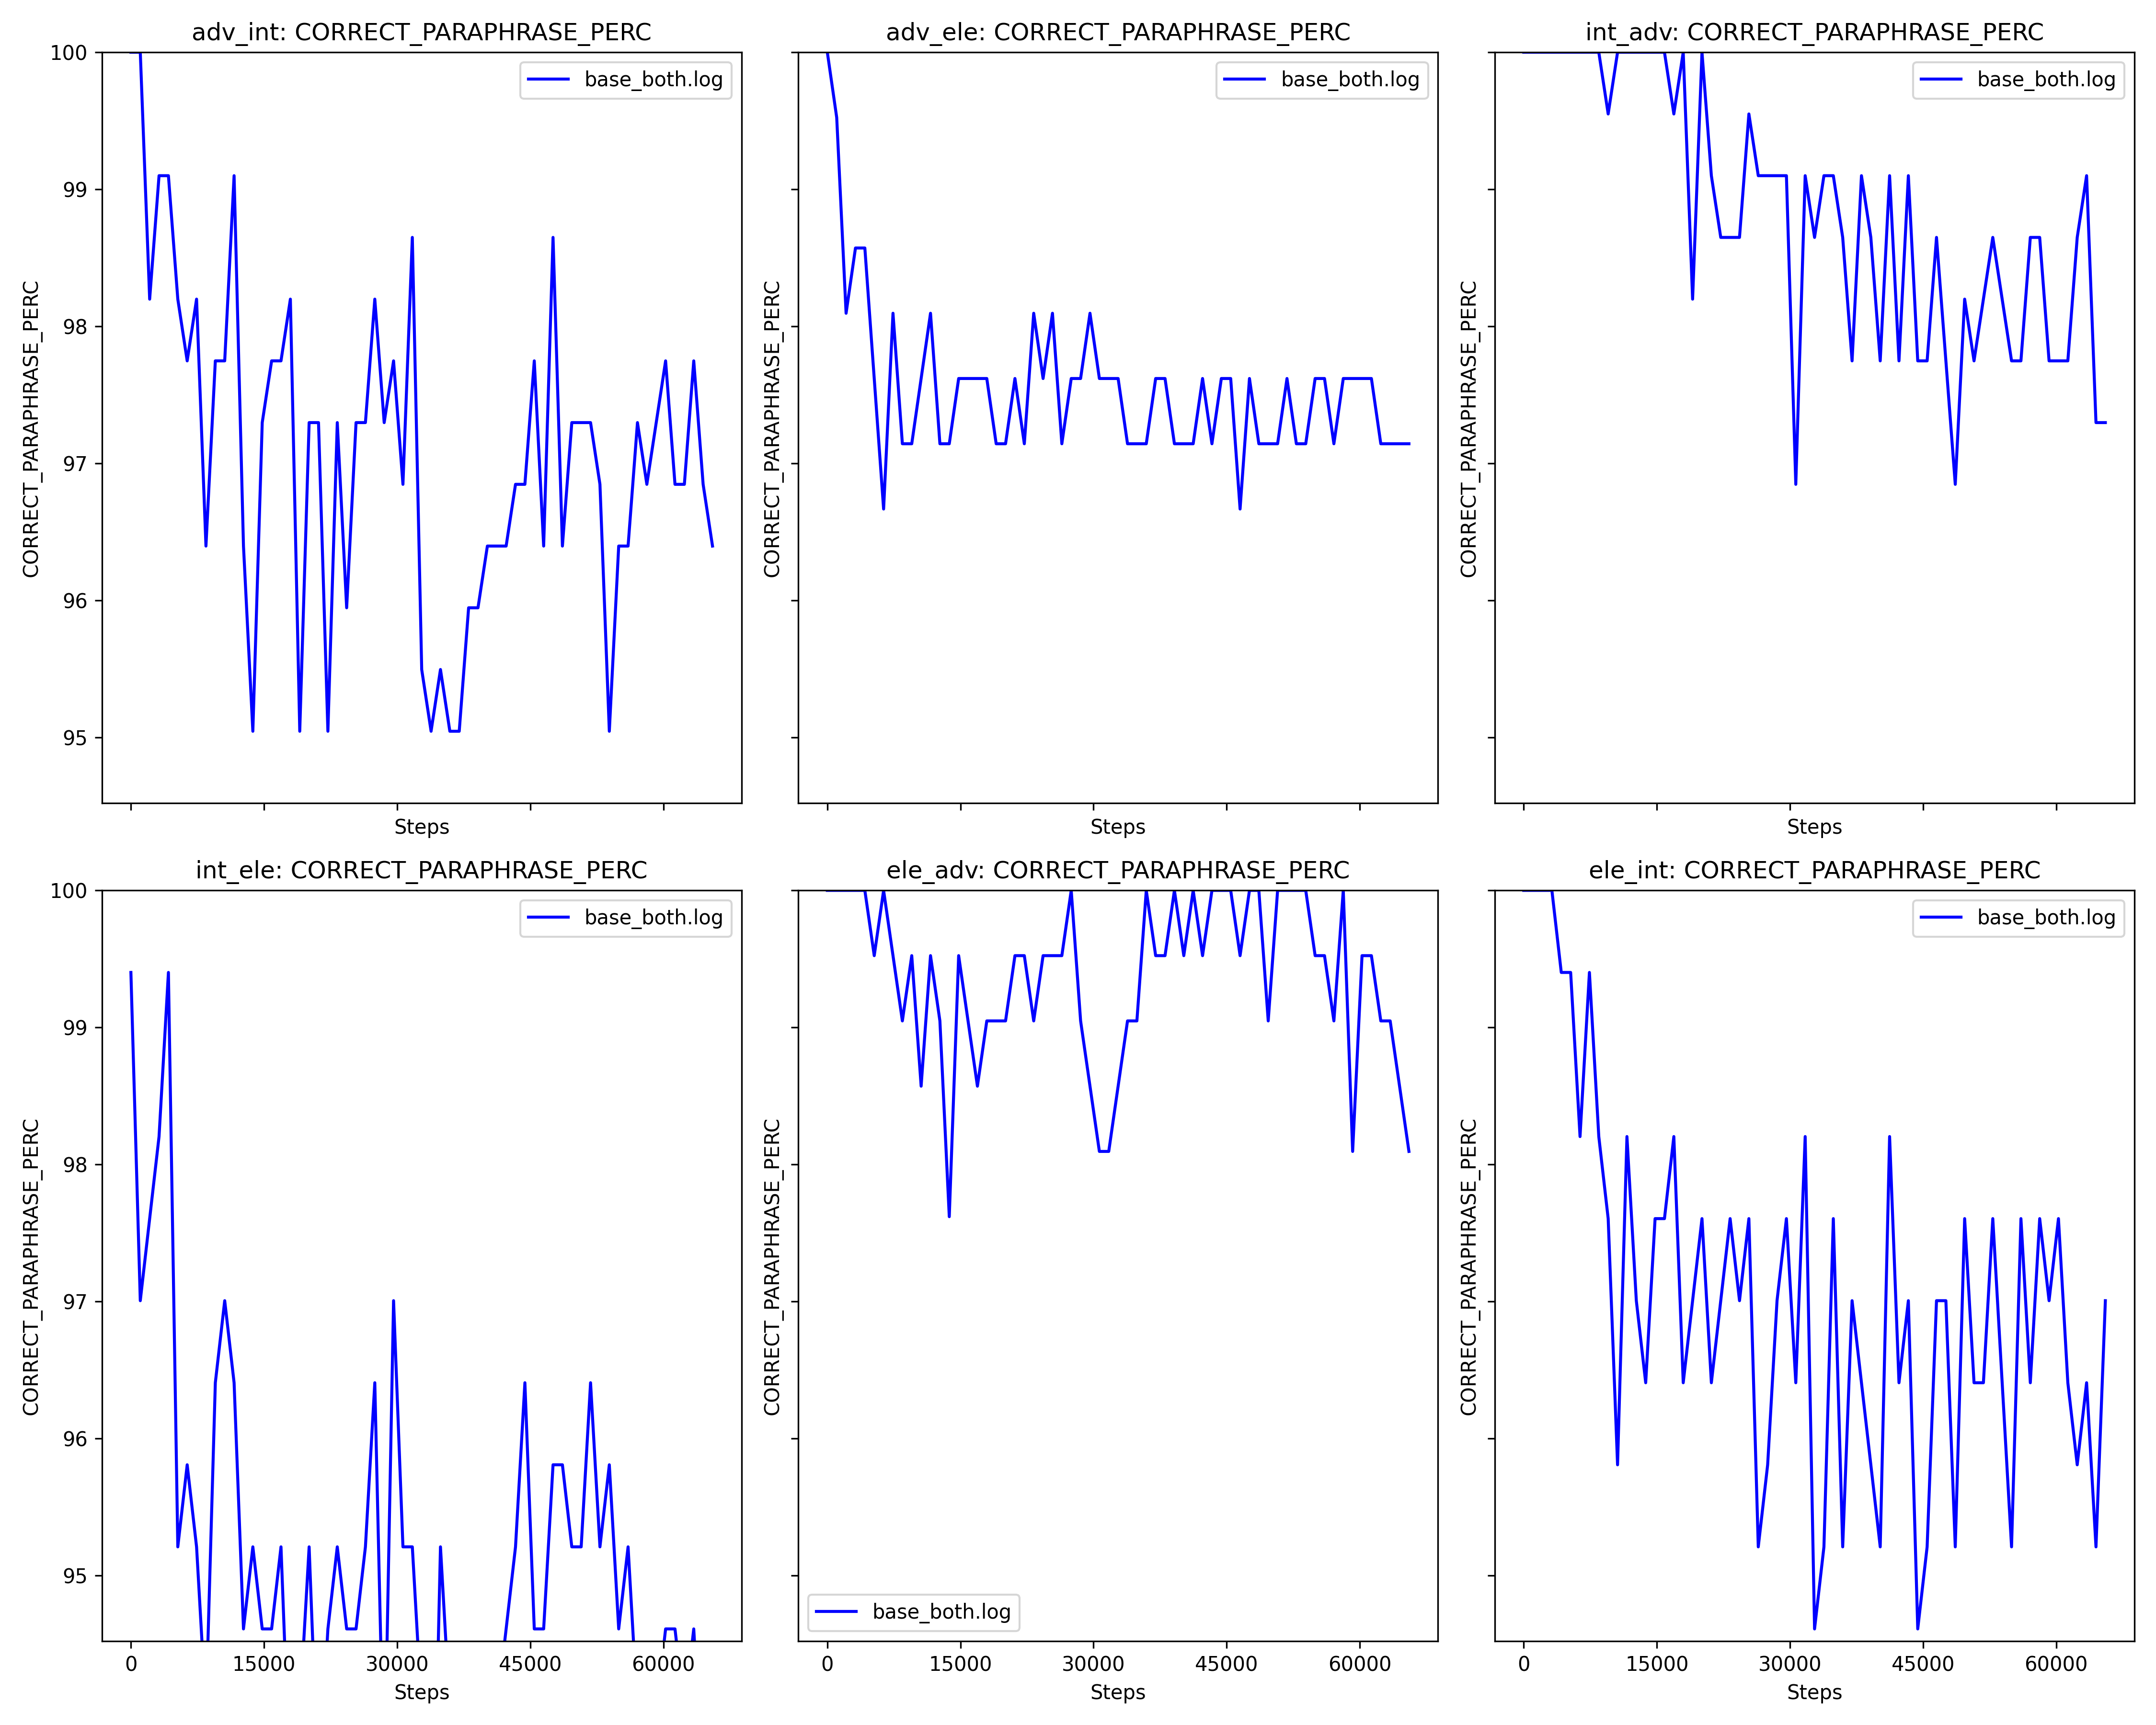 adv_int: CORRECT_PARAPHRASE_PERC
adv_ele: CORRECT_PARAPHRASE_PERC
int_adv: CORRECT_PARAPHRASE_PERC
100
99
98
97
96
95
CORRECT_PARAPHRASE_PERC
CORRECT_PARAPHRASE_PERC
CORRECT_PARAPHRASE_PERC
base_both.log
base_both.log
base_both.log
Steps
Steps
Steps
int_ele: CORRECT_PARAPHRASE_PERC
ele_adv: CORRECT_PARAPHRASE_PERC
ele_int: CORRECT_PARAPHRASE_PERC
100
99
98
97
96
95
CORRECT_PARAPHRASE_PERC
CORRECT_PARAPHRASE_PERC
CORRECT_PARAPHRASE_PERC
base_both.log
base_both.log
base_both.log
0 15000 30000 45000 60000
0 15000 30000 45000 60000
0 15000 30000 45000 60000
Steps
Steps
Steps